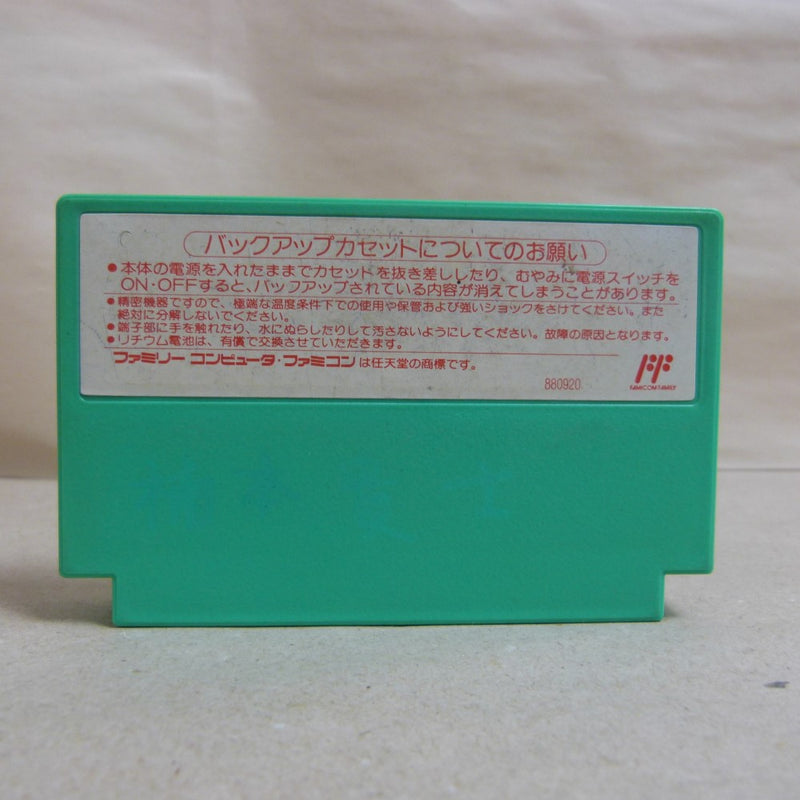 バックアップカセットについてのお願い
●本体の電源を入れたままでカセットを抜き差ししたり、むやみに電源スイッチを
ON・OFFすると、バックアップされている内容が消えてしまうことがあります。
●精密機器ですので、極端な温度条件下での使用や保管および強いショックをさけてください。また
絶対に分解しないでください。
●端子部に手を触れたり、水にぬらしたりして汚さないようにしてください。故障の原因となります。
●リチウム電池は、有償で交換させていただきます。
ファミリー コンピュータ・ファミコン は任天堂の商標です。
880920
FF
FAMICOM FAMILY